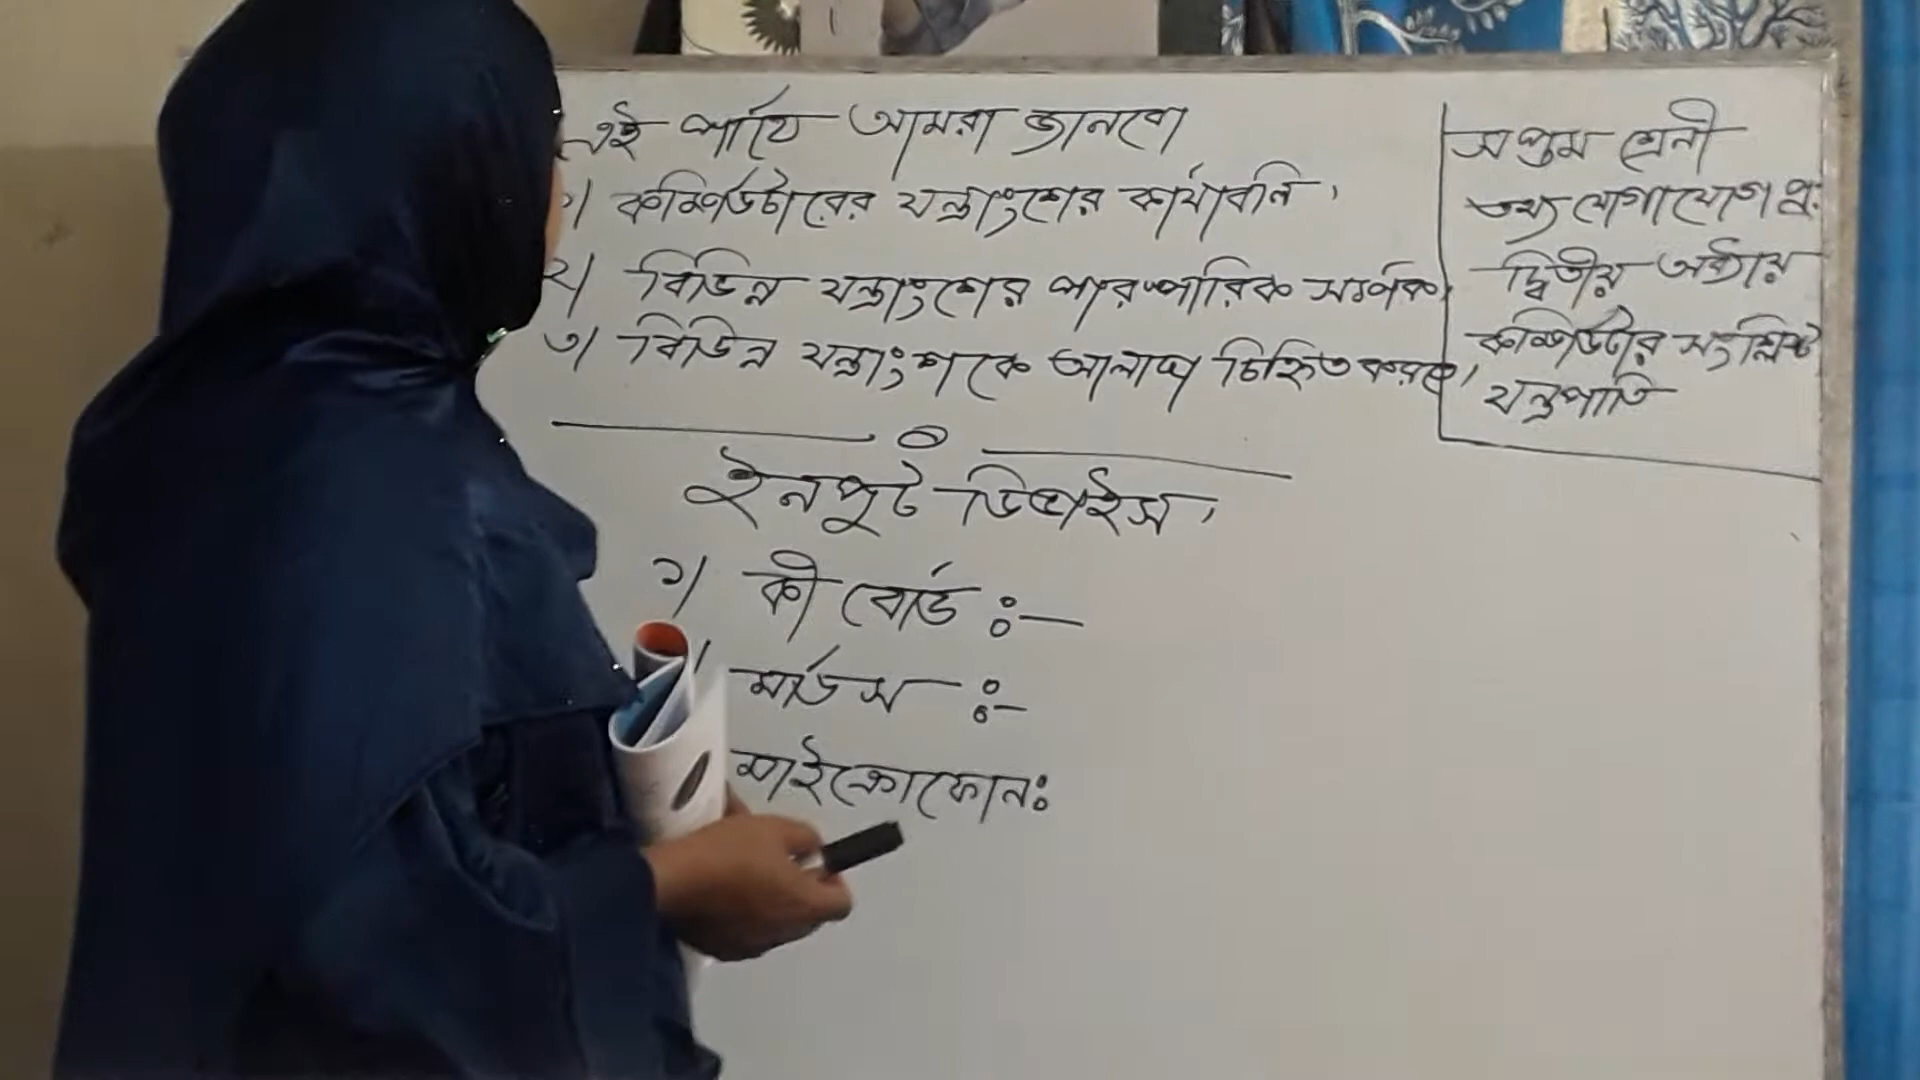 এই পাঠে আমরা জানবো
১। কম্পিউটারের যন্ত্রাংশের কার্যাবলি,
২। বিভিন্ন যন্ত্রাংশের পারস্পারিক সম্পর্ক,
৩। বিভিন্ন যন্ত্রাংশকে আলাদা চিহ্নিত করবে,
ইনপুট ডিভাইস,
১। কী বোর্ড ঃ—
মাউস ঃ—
মাইক্রোফোনঃ
সপ্তম শ্রেনী
তথ্য যোগাযোগ প্র:
দ্বিতীয় অধ্যায়
কম্পিউটার সংশ্লিষ্ট
যন্ত্রপাতি